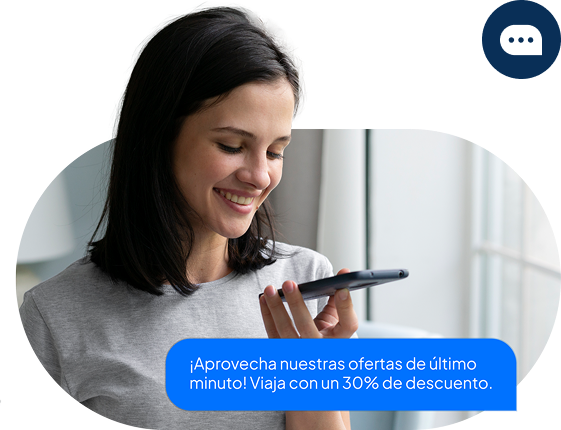 ¡Aprovecha nuestras ofertas de último
minuto! Viaja con un 30% de descuento.